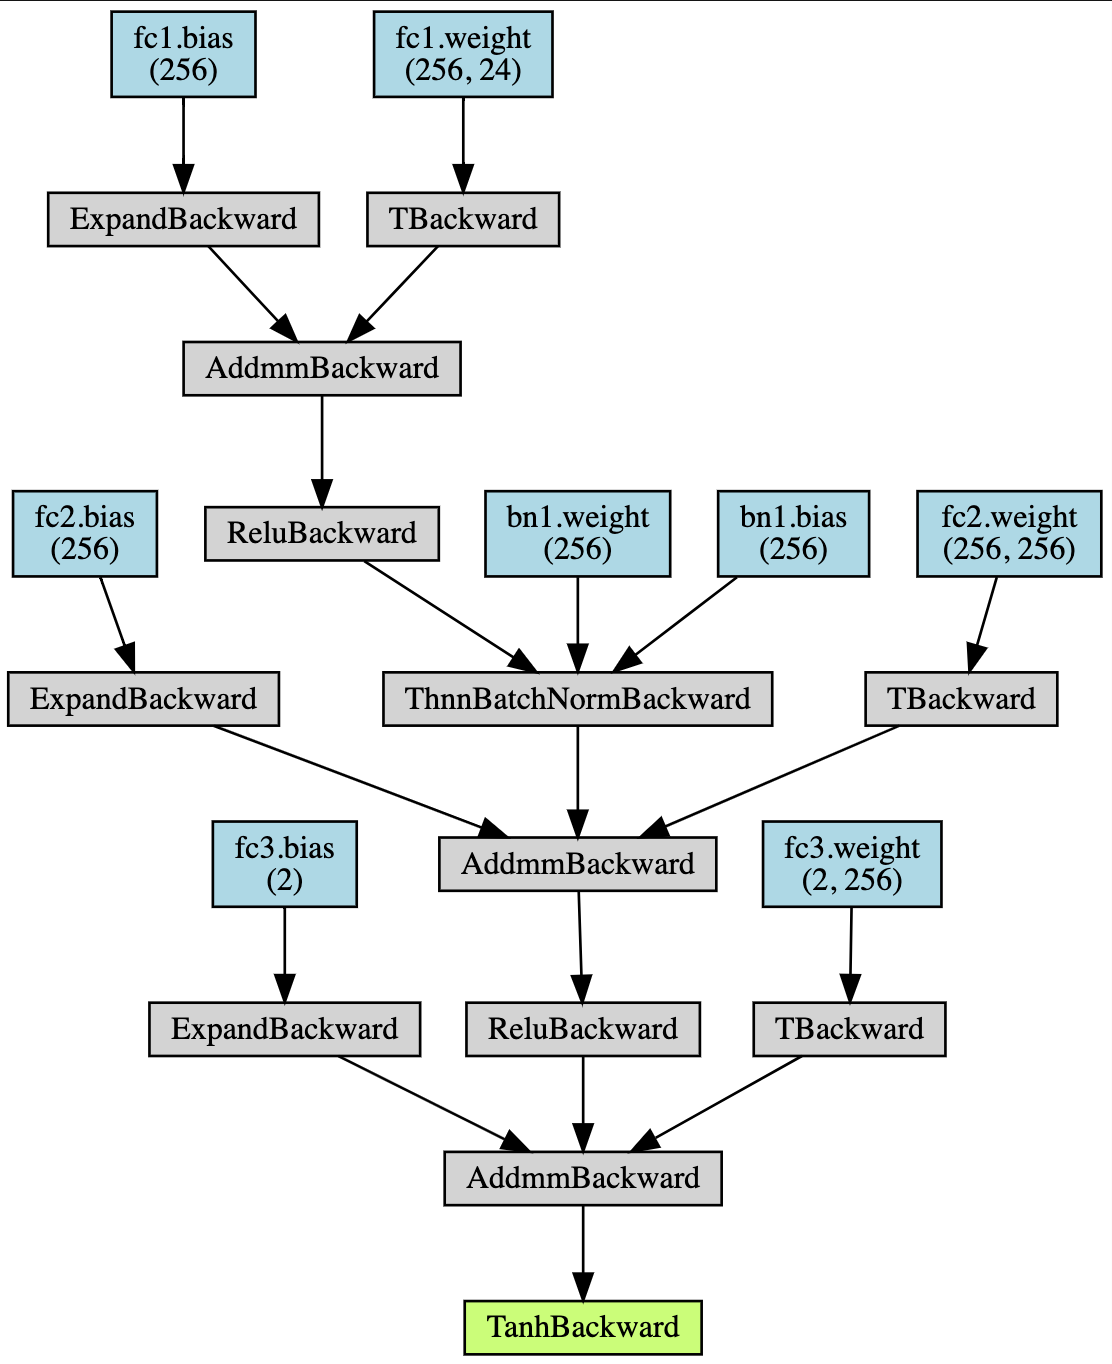 fc1.bias
(256)
fc1.weight
(256, 24)
ExpandBackward
TBackward
AddmmBackward
fc2.bias
(256)
ReluBackward
bn1.weight
(256)
bn1.bias
(256)
fc2.weight
(256, 256)
ExpandBackward
ThnnBatchNormBackward
TBackward
fc3.bias
(2)
AddmmBackward
fc3.weight
(2, 256)
ExpandBackward
ReluBackward
TBackward
AddmmBackward
TanhBackward